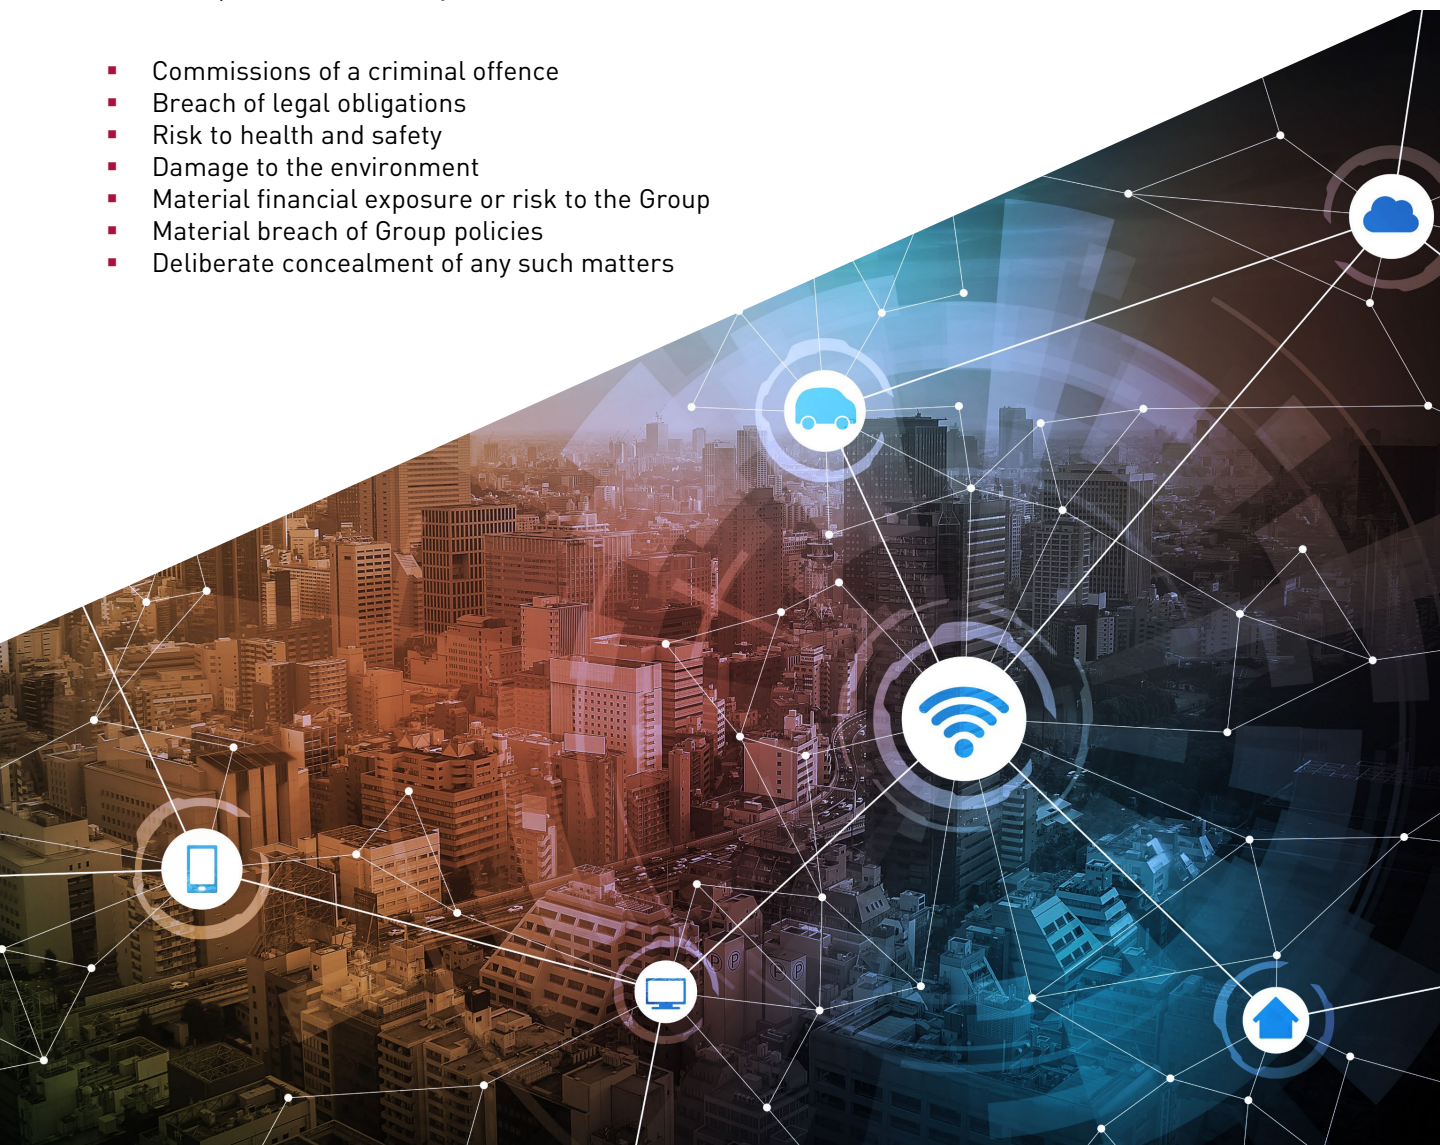 Commissions of a criminal offence
Breach of legal obligations
Risk to health and safety
Damage to the environment
Material financial exposure or risk to the Group
Material breach of Group policies
Deliberate concealment of any such matters
P
P
P